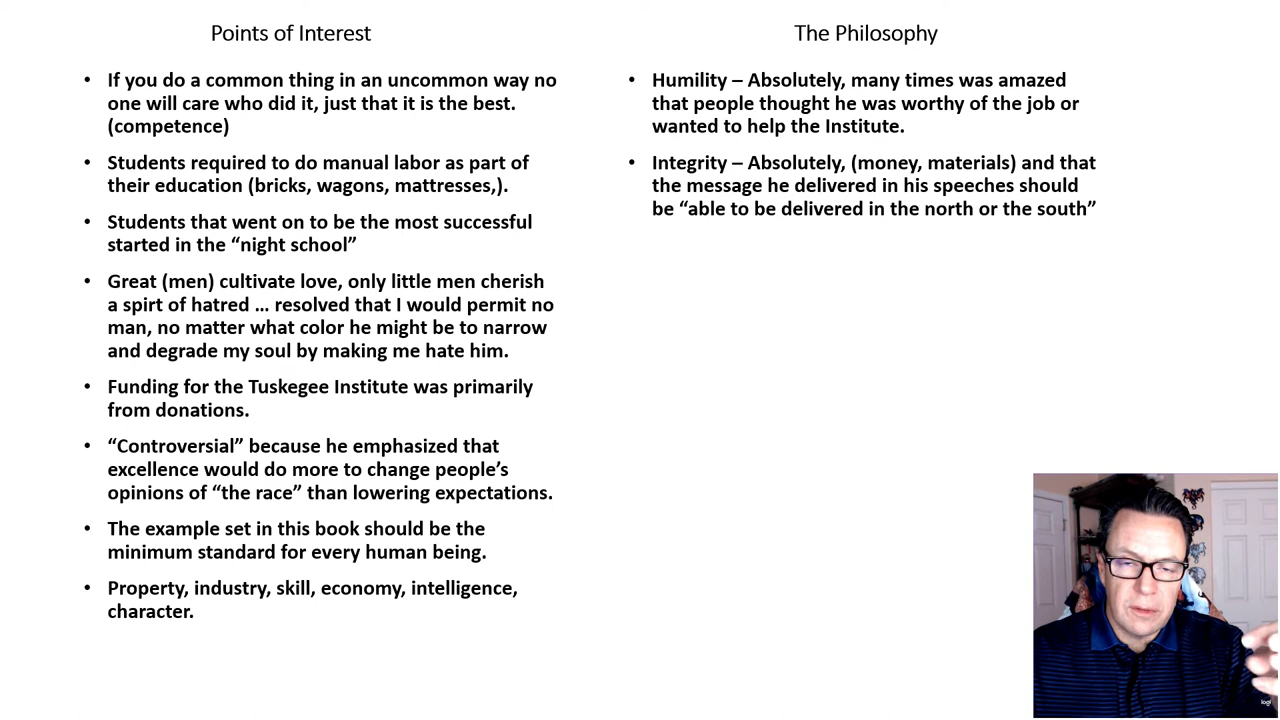 Points of Interest
• If you do a common thing in an uncommon way no
one will care who did it, just that it is the best.
(competence)
• Students required to do manual labor as part of
their education (bricks, wagons, mattresses,).
• Students that went on to be the most successful
started in the “night school”
• Great (men) cultivate love, only little men cherish
a spirt of hatred ... resolved that I would permit no
man, no matter what color he might be to narrow
and degrade my soul by making me hate him.
• Funding for the Tuskegee Institute was primarily
from donations.
• “Controversial” because he emphasized that
excellence would do more to change people’s
opinions of “the race” than lowering expectations.
• The example set in this book should be the
minimum standard for every human being.
• Property, industry, skill, economy, intelligence,
character.
The Philosophy
• Humility – Absolutely, many times was amazed
that people thought he was worthy of the job or
wanted to help the Institute.
• Integrity – Absolutely, (money, materials) and that
the message he delivered in his speeches should
be “able to be delivered in the north or the south”
logi